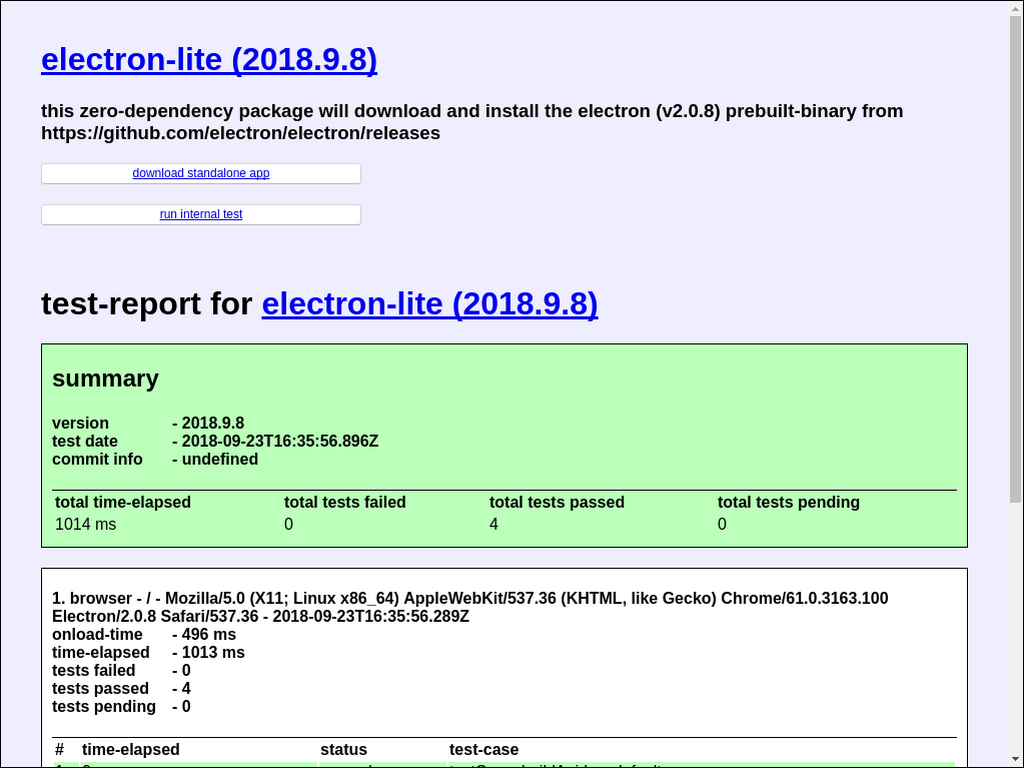 electron-lite (2018.9.8)
this zero-dependency package will download and install the electron (v2.0.8) prebuilt-binary from
https://github.com/electron/electron/releases
download standalone app
run internal test
test-report for electron-lite (2018.9.8)
summary
version - 2018.9.8
test date - 2018-09-23T16:35:56.896Z
commit info - undefined
total time-elapsed total tests failed total tests passed total tests pending
1014 ms 0 4 0
1. browser - / - Mozilla/5.0 (X11; Linux x86_64) AppleWebKit/537.36 (KHTML, like Gecko) Chrome/61.0.3163.100
Electron/2.0.8 Safari/537.36 - 2018-09-23T16:35:56.289Z
onload-time - 496 ms
time-elapsed - 1013 ms
tests failed - 0
tests passed - 4
tests pending - 0
# time-elapsed status test-case